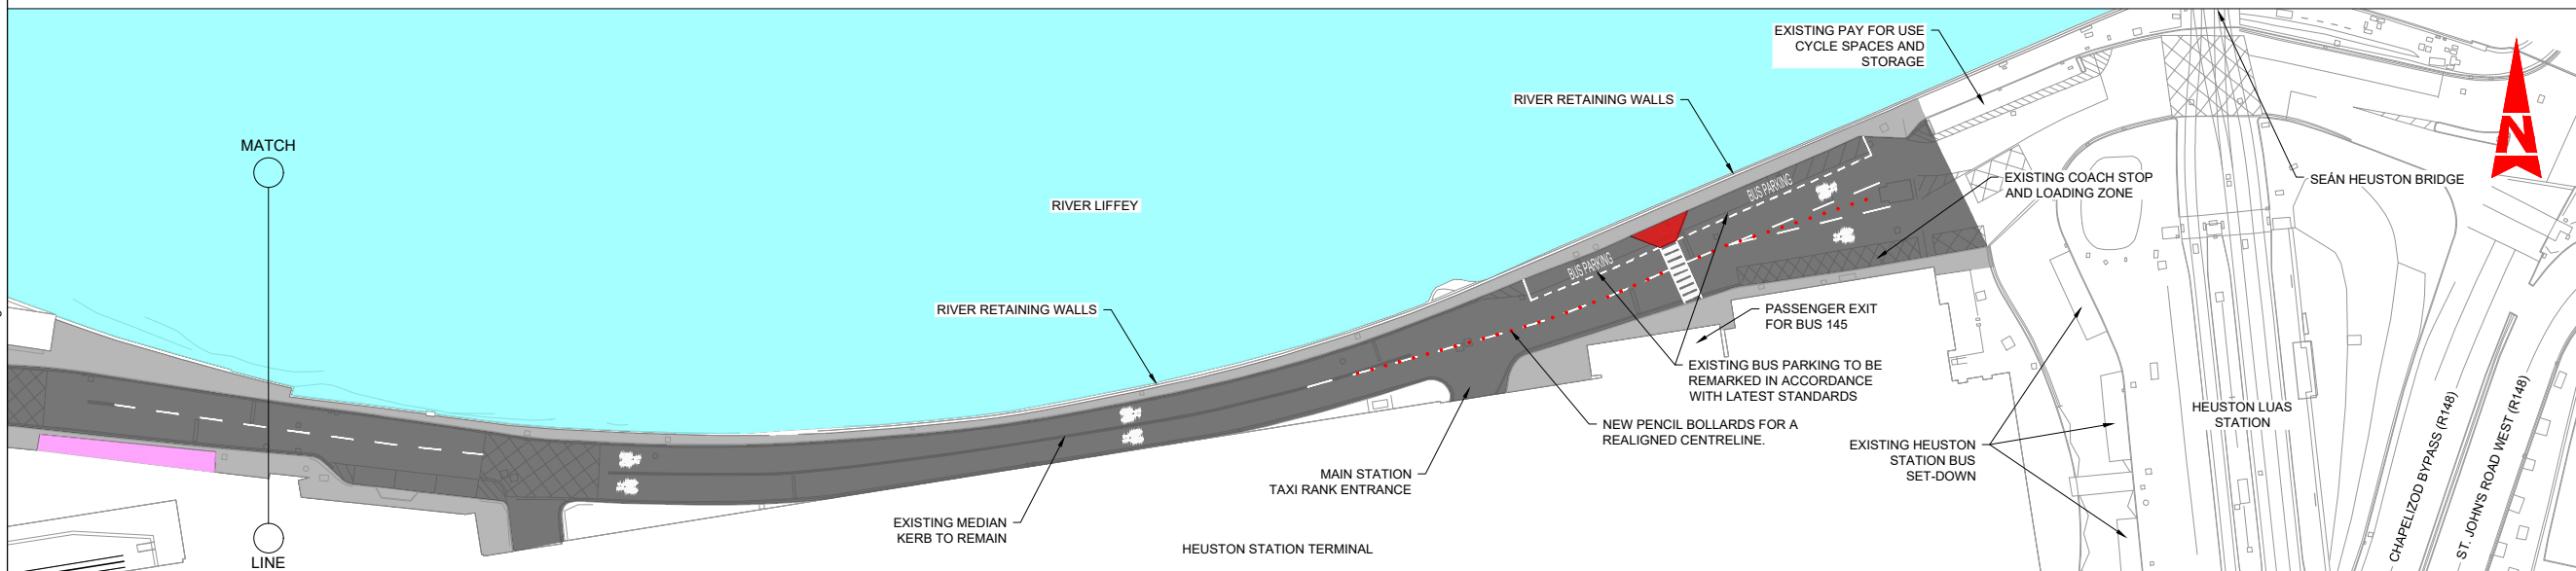 EXISTING PAY FOR USE
CYCLE SPACES AND
STORAGE
RIVER RETAINING WALLS
N
MATCH
EXISTING COACH STOP
AND LOADING ZONE
SEÁN HEUSTON BRIDGE
BUS PARKING
RIVER LIFFEY
BUS PARKING
RIVER RETAINING WALLS
PASSENGER EXIT
FOR BUS 145
EXISTING BUS PARKING TO BE
REMARKED IN ACCORDANCE
WITH LATEST STANDARDS
NEW PENCIL BOLLARDS FOR A
REALIGNED CENTRELINE.
HEUSTON LUAS
STATION
EXISTING HEUSTON
STATION BUS
SET-DOWN
CHAPELIZOD BYPASS (R148)
ST. JOHN'S ROAD WEST (R148)
MAIN STATION
TAXI RANK ENTRANCE
EXISTING MEDIAN
KERB TO REMAIN
HEUSTON STATION TERMINAL
LINE